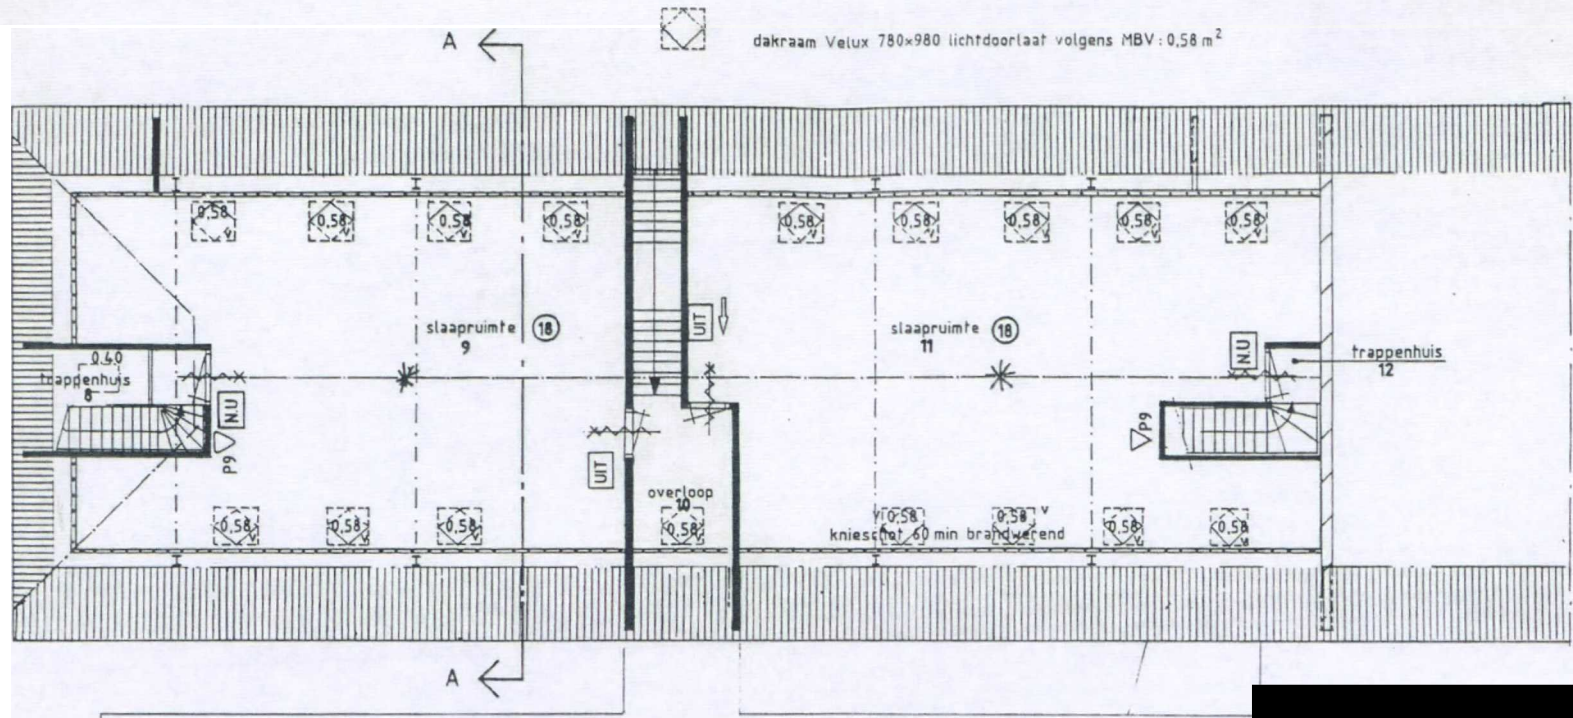 A
dakraam Velux 780×980 lichtdoorlaat volgens MBV: 0,58 m²
0,58 0,58 0,58 0,58 0,58 0,58 0,58 0,58 0,58
v v v v v v v v v
slaapruimte 18
9
UIT
slaapruimte 18
11
N.U
trappenhuis
12
0.40
trappenhuis
8
N.U
P9
P9
UIT
overloop
10
0,58 0,58 0,58 0,58 v0,58 0,58 v 0,58 0,58
knieschot 60 min brandwerend
A